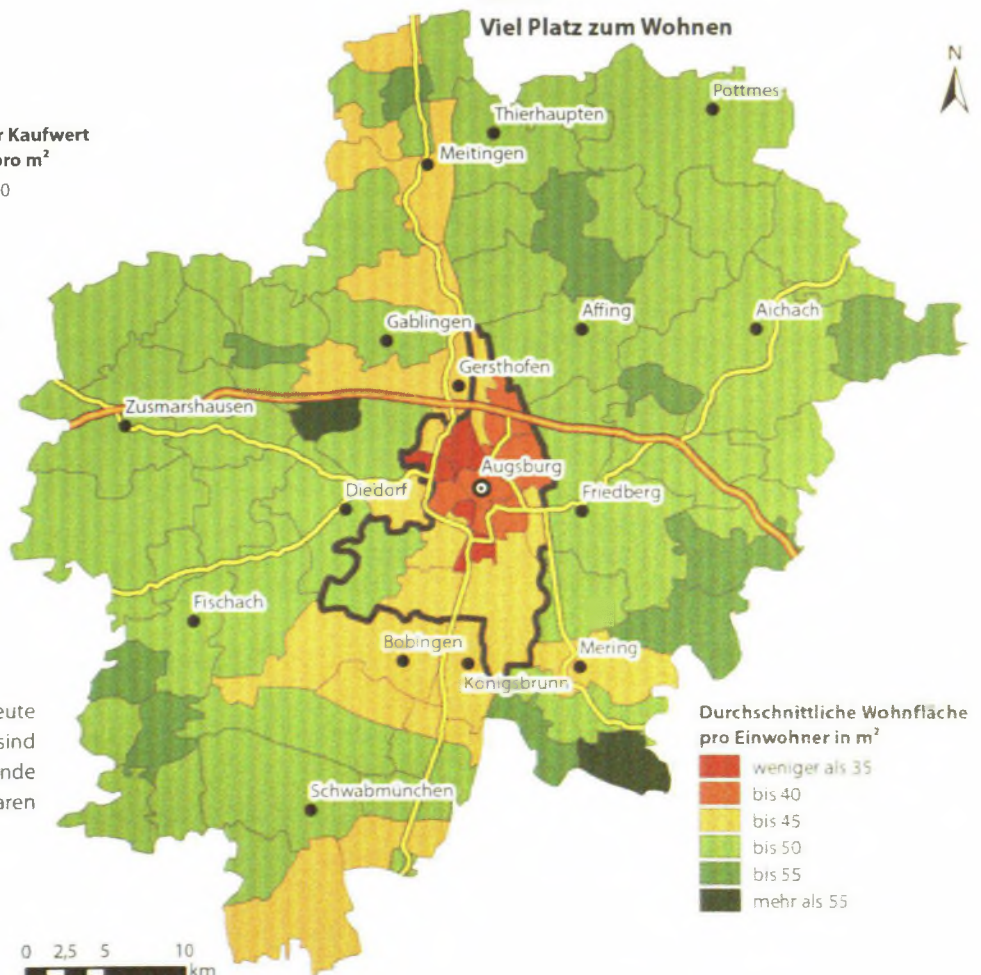 Viel Platz zum Wohnen
N
r Kaufwert
pro m²
0
Pöttmes
Thierhaupten
Meitingen
Affing
Aichach
Gablingen
Gersthofen
Zusmarshausen
Augsburg
Diedorf
Friedberg
Fischach
Bobingen
Mering
Königsbrunn
Schwabmünchen
eute
sind
nde
aren
Durchschnittliche Wohnfläche
pro Einwohner in m²
weniger als 35
bis 40
bis 45
bis 50
bis 55
mehr als 55
0 2,5 5 10
km